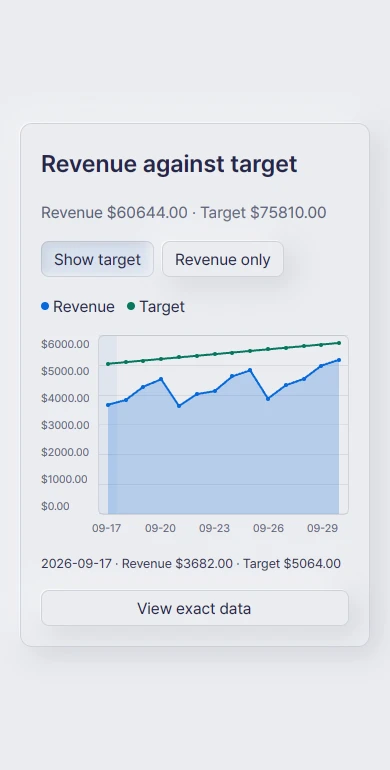 Revenue against target
Revenue $60644.00 · Target $75810.00
Show target Revenue only
Revenue Target
$6000.00
$5000.00
$4000.00
$3000.00
$2000.00
$1000.00
$0.00
09-17 09-20 09-23 09-26 09-29
2026-09-17 · Revenue $3682.00 · Target $5064.00
View exact data